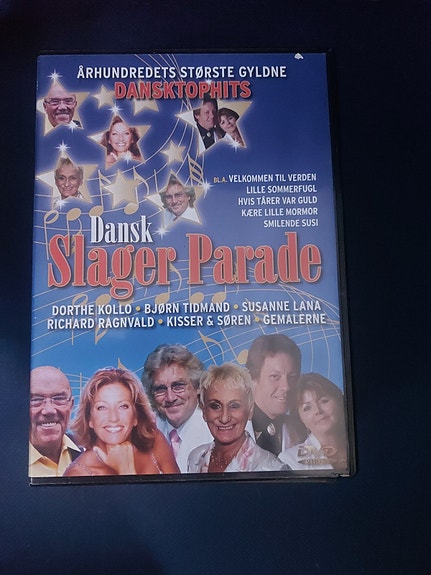 ÅRHUNDREDETS STØRSTE GYLDNE
DANSKTOPHITS
BL.A. VELKOMMEN TIL VERDEN
LILLE SOMMERFUGL
HVIS TÅRER VAR GULD
KÆRE LILLE MORMOR
SMILENDE SUSI
Dansk
Slager Parade
DORTHE KOLLO • BJØRN TIDMAND • SUSANNE LANA
RICHARD RAGNVALD • KISSER & SØREN • GEMALERNE
DVD